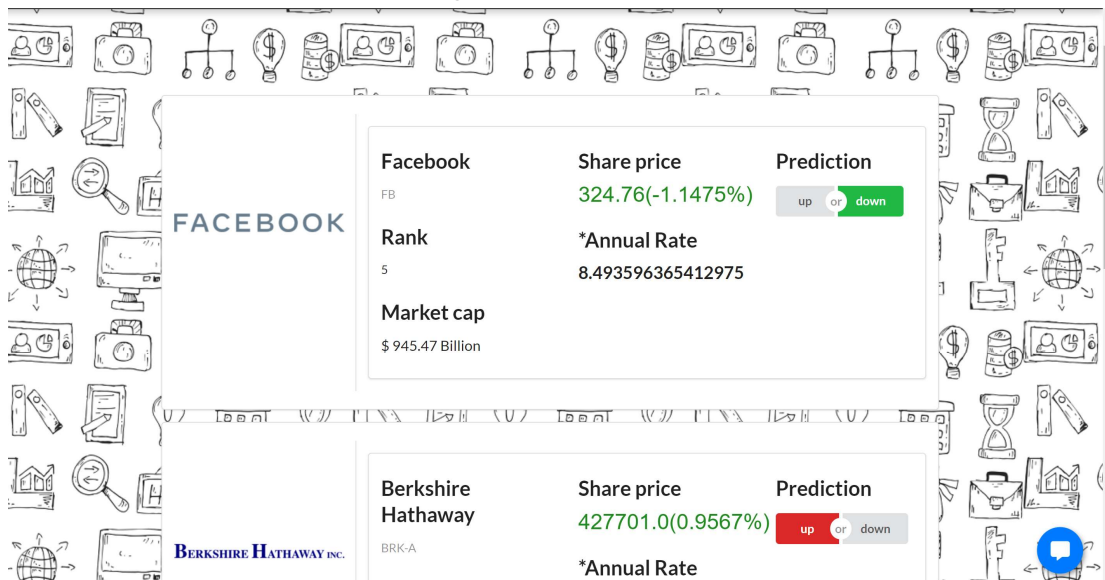 FACEBOOK
Facebook
FB
Rank
5
Market cap
$ 945.47 Billion
Share price
324.76(-1.1475%)
*Annual Rate
8.493596365412975
Prediction
up or down
BERKSHIRE HATHAWAY INC.
Berkshire
Hathaway
BRK-A
Share price
427701.0(0.9567%)
*Annual Rate
Prediction
up or down